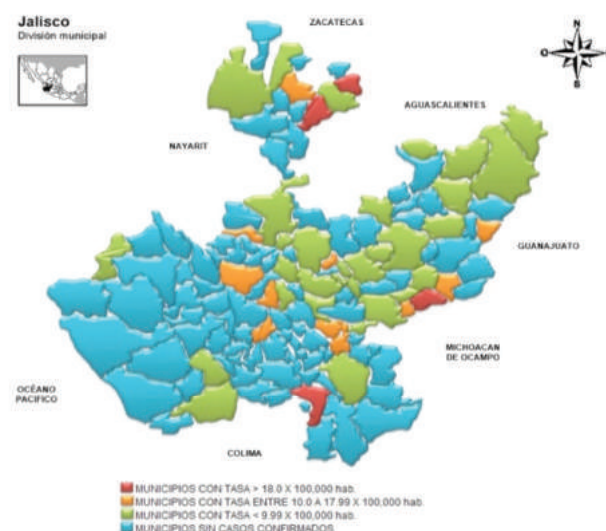 Jalisco
División municipal
ZACATECAS
AGUASCALIENTES
NAYARIT
GUANAJUATO
MICHOACAN
DE OCAMPO
OCÉANO
PACIFICO
COLIMA
N
O
E
S
MUNICIPIOS CON TASA > 18.0 X 100,000 hab.
MUNICIPIOS CON TASA ENTRE 10.0 A 17.99 X 100,000 hab.
MUNICIPIOS CON TASA < 9.99 X 100,000 hab.
MUNICIPIOS SIN CASOS CONFIRMADOS